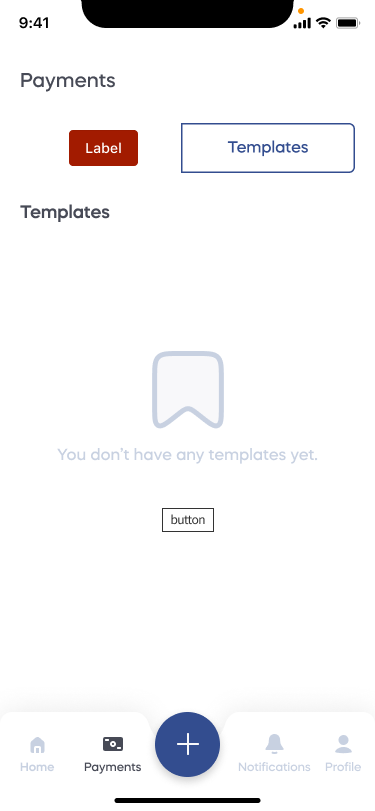 9:41
Payments
Label
Templates
Templates
You don't have any templates yet.
button
Home
Payments
Notifications
Profile